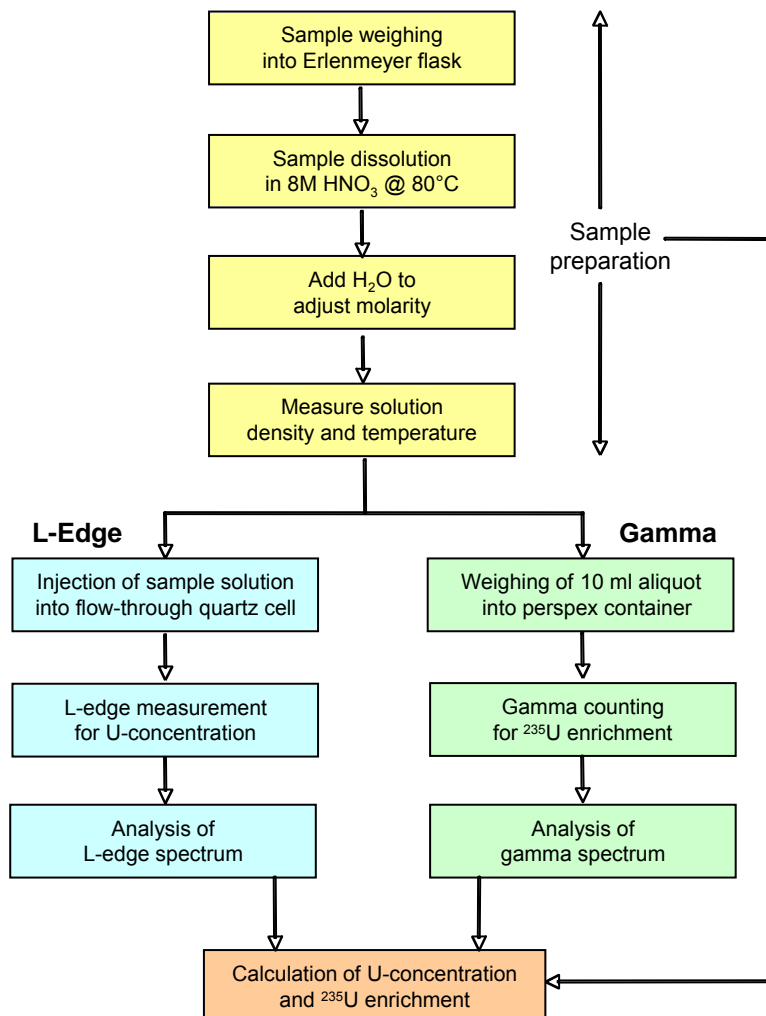 Sample weighing
into Erlenmeyer flask
Sample dissolution
in 8M HNO₃ @ 80°C
Sample
preparation
Add H₂O to
adjust molarity
Measure solution
density and temperature
L-Edge
Gamma
Injection of sample solution
into flow-through quartz cell
Weighing of 10 ml aliquot
into perspex container
L-edge measurement
for U-concentration
Gamma counting
for ²³⁵U enrichment
Analysis of
L-edge spectrum
Analysis of
gamma spectrum
Calculation of U-concentration
and ²³⁵U enrichment